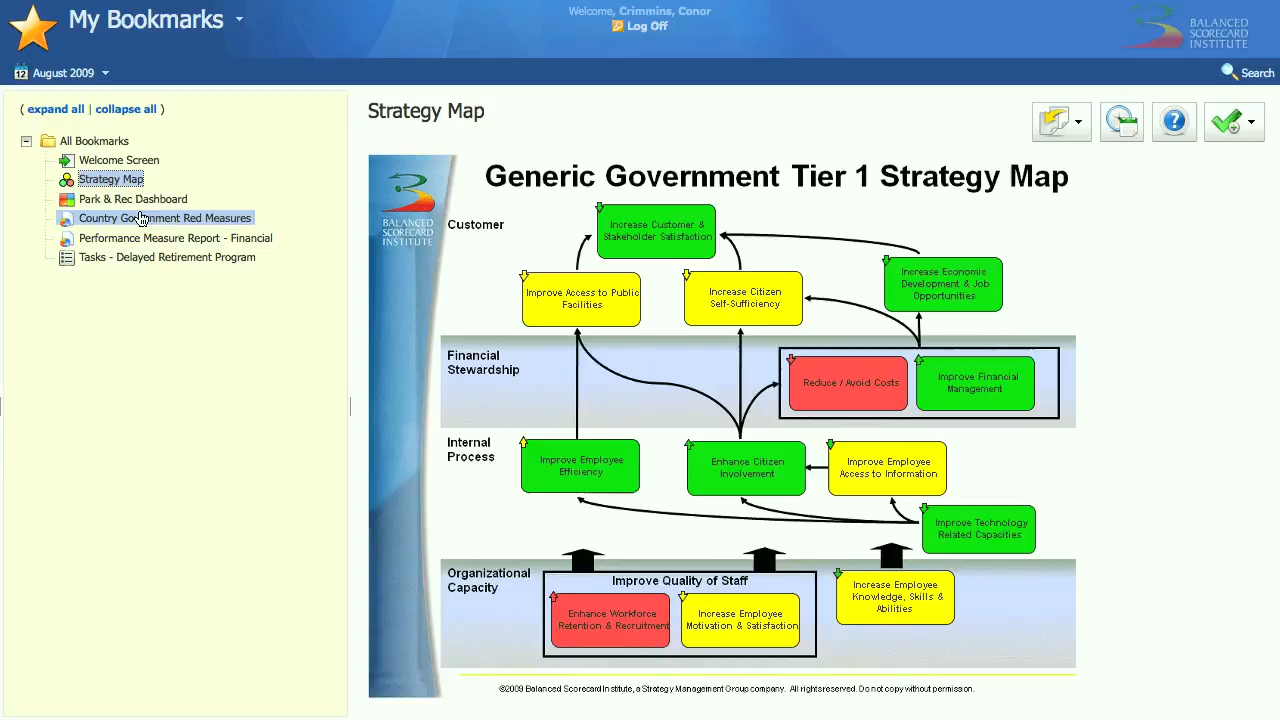 My Bookmarks
Welcome, Crimmins, Conor
Log Off
BALANCED
SCORECARD
INSTITUTE
12
August 2009
Search
( expand all | collapse all )
All Bookmarks
Welcome Screen
Strategy Map
Park & Rec Dashboard
Country Government Red Measures
Performance Measure Report - Financial
Tasks - Delayed Retirement Program
Strategy Map
?
BALANCED
SCORECARD
INSTITUTE
Generic Government Tier 1 Strategy Map
Customer
Increase Customer &
Stakeholder Satisfaction
Improve Access to Public
Facilities
Increase Citizen
Self-Sufficiency
Increase Economic
Development & Job
Opportunities
Financial
Stewardship
Reduce / Avoid Costs
Improve Financial
Management
Internal
Process
Improve Employee
Efficiency
Enhance Citizen
Involvement
Improve Employee
Access to Information
Improve Technology
Related Capacities
Organizational
Capacity
Improve Quality of Staff
Enhance Workforce
Retention & Recruitment
Increase Employee
Motivation & Satisfaction
Increase Employee
Knowledge, Skills &
Abilities
©2009 Balanced Scorecard Institute, a Strategy Management Group company. All rights reserved. Do not copy without permission.